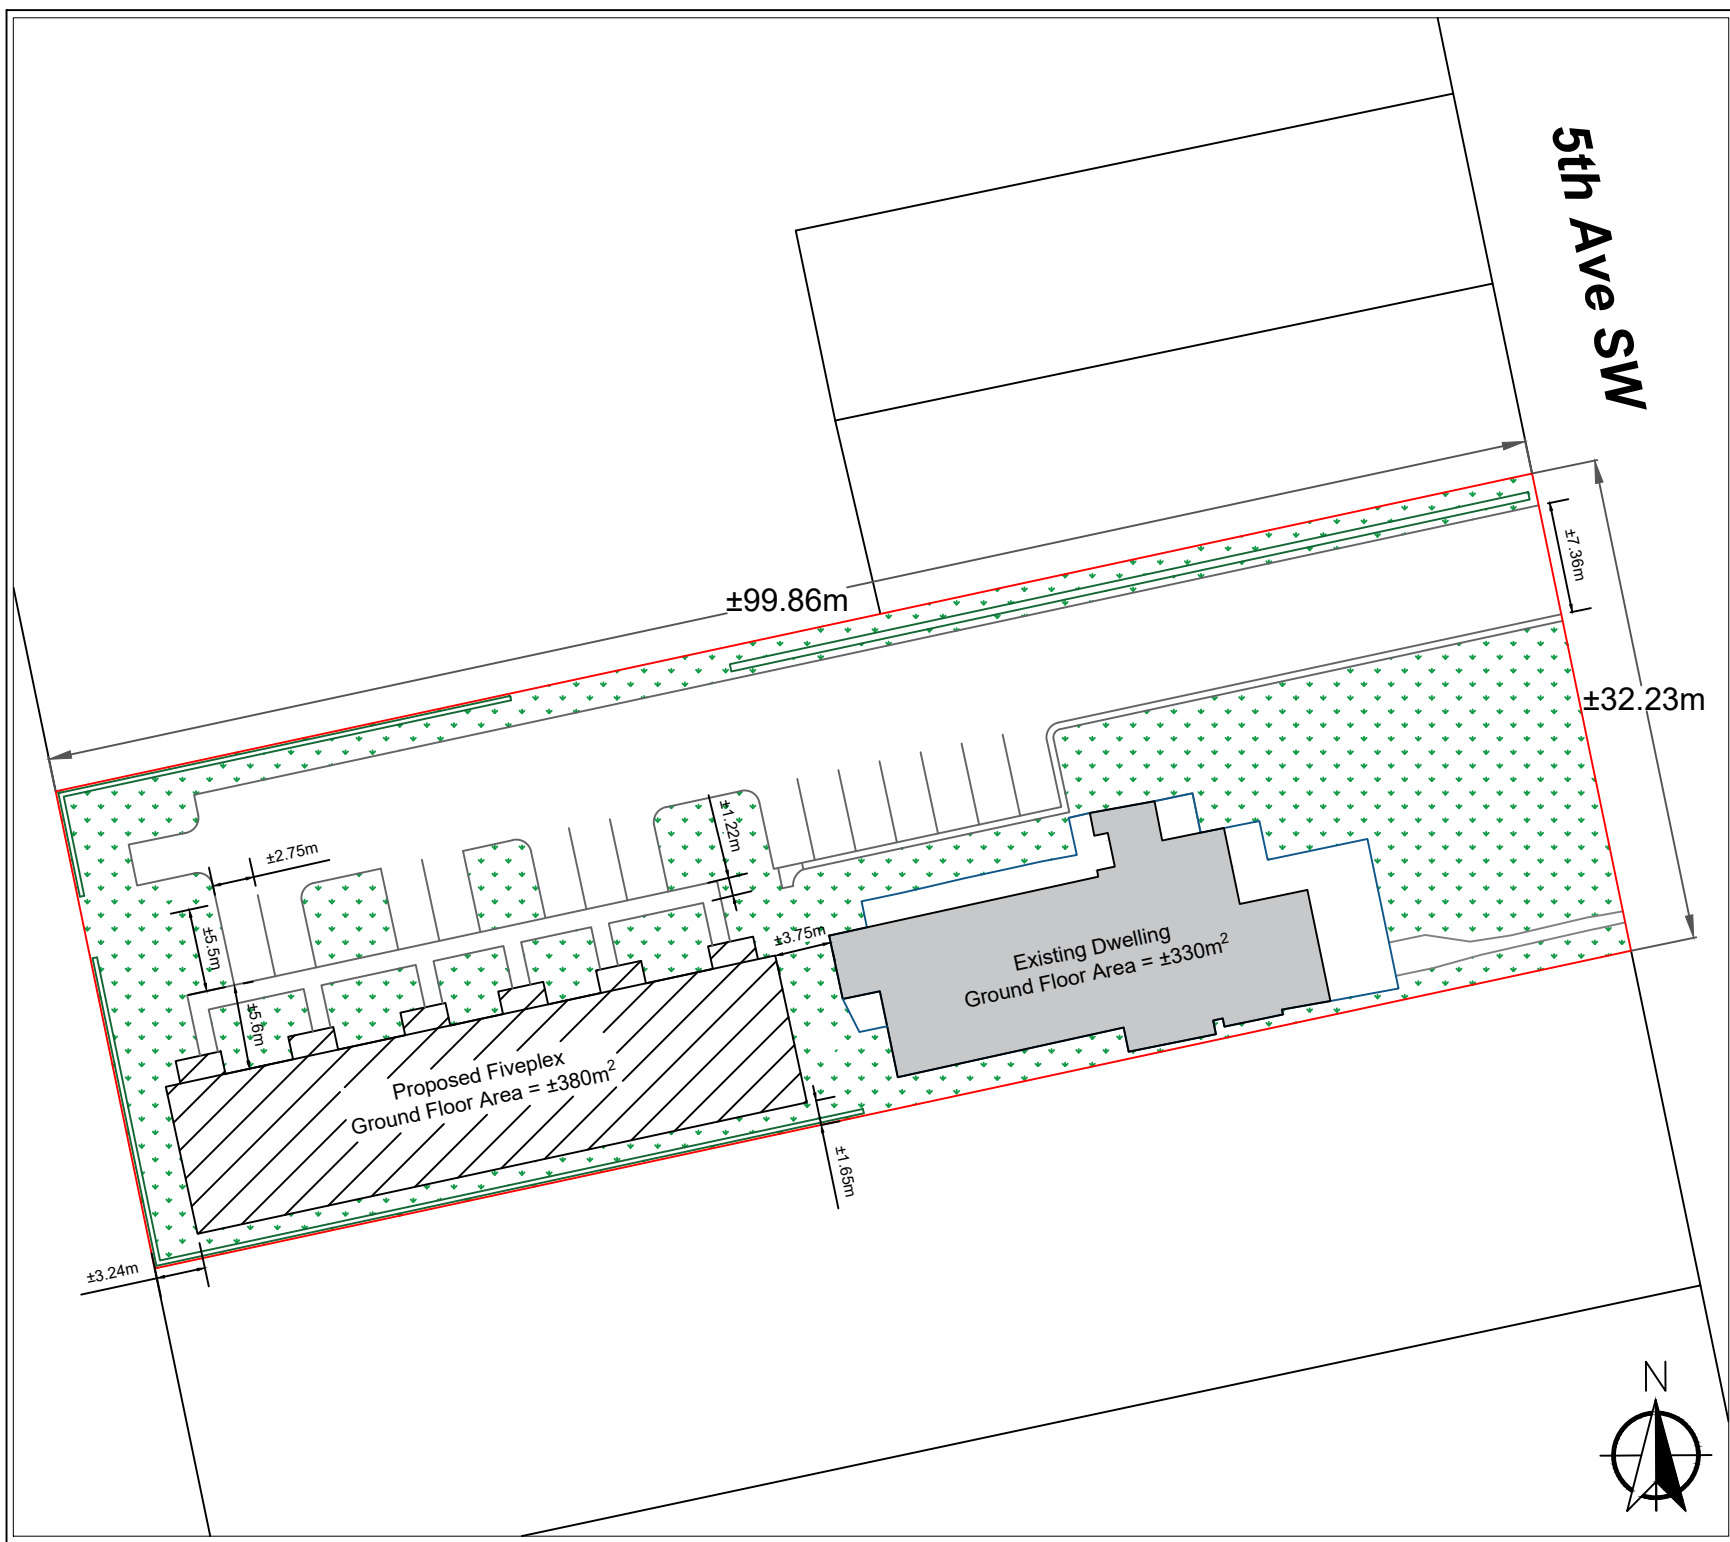 5th Ave SW
±99.86m
±7.36m
±32.23m
±1.22m
±2.75m
±5.5m
±3.75m
Existing Dwelling
Ground Floor Area = ±330m²
±5.6m
Proposed Fiveplex
Ground Floor Area = ±380m²
±1.65m
±3.24m
N